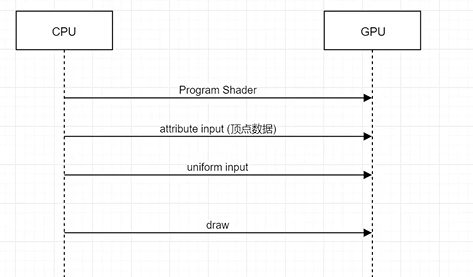 CPU
GPU
Program Shader
attribute input (顶点数据)
uniform input
draw